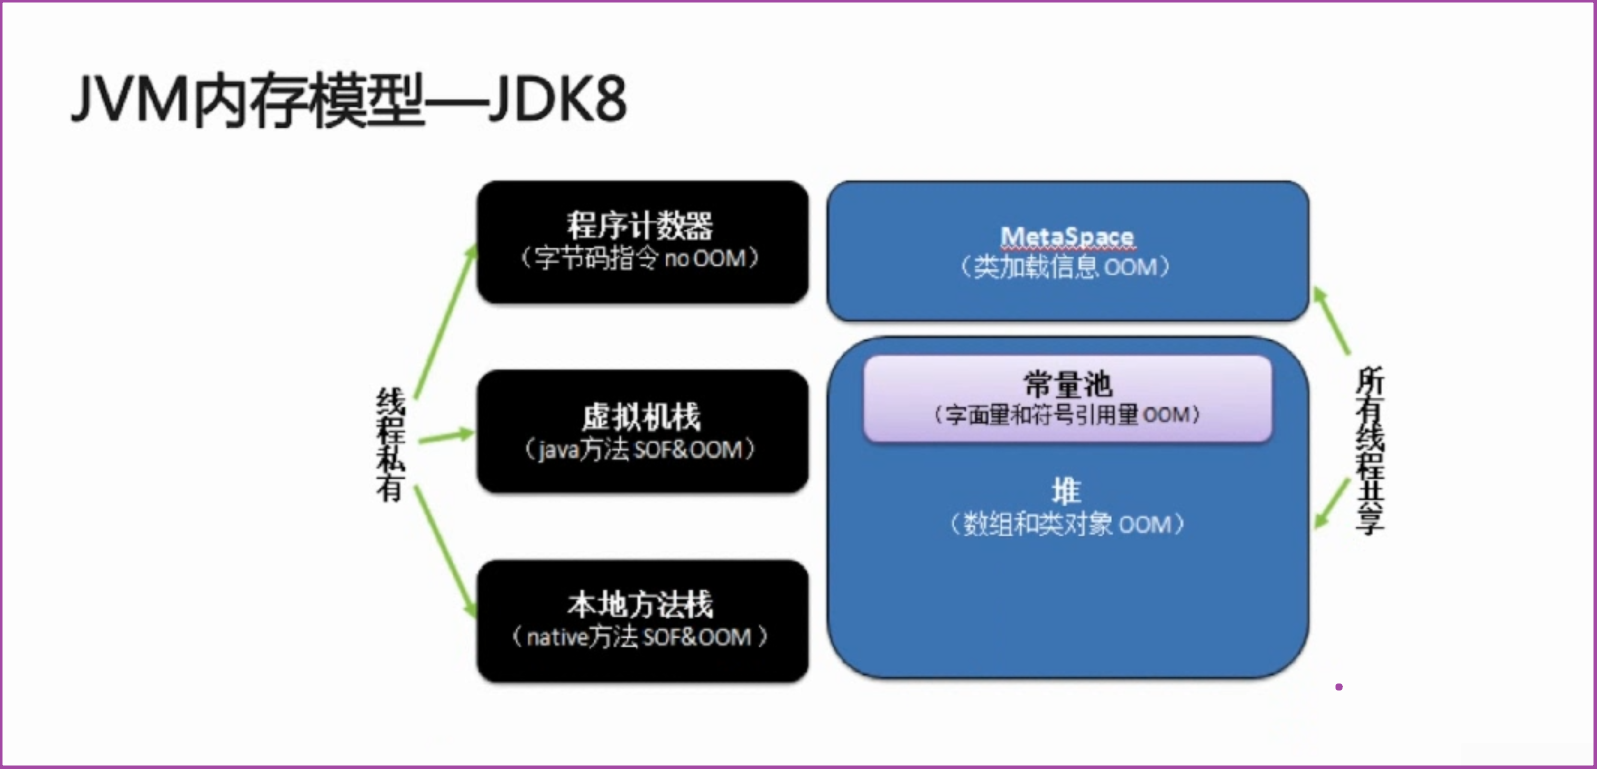 JVM内存模型—JDK8
程序计数器
（字节码指令 no OOM）
MetaSpace
（类加载信息 OOM）
线程私有
虚拟机栈
（java方法 SOF&OOM）
常量池
（字面量和符号引用量 OOM）
堆
（数组和类对象 OOM）
所有线程共享
本地方法栈
（native方法 SOF&OOM ）